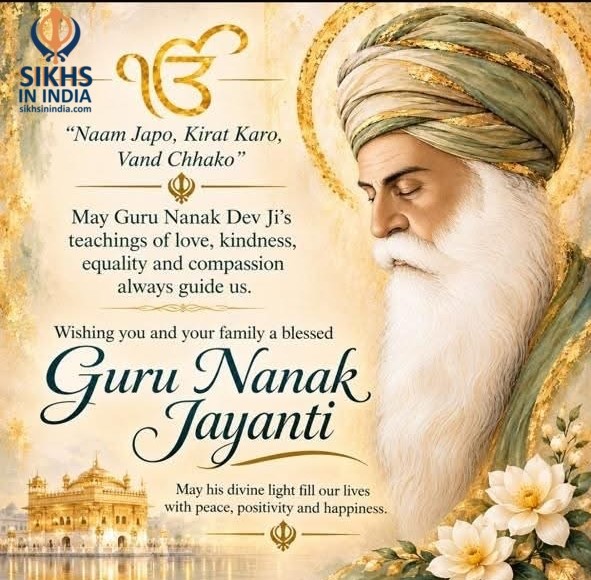 SIKHS
IN INDIA
sikhsinindia.com
ੴ
“Naam Japo, Kirat Karo,
Vand Chhako”
May Guru Nanak Dev Ji’s
teachings of love, kindness,
equality and compassion
always guide us.
Wishing you and your family a blessed
Guru Nanak
Jayanti
May his divine light fill our lives
with peace, positivity and happiness.